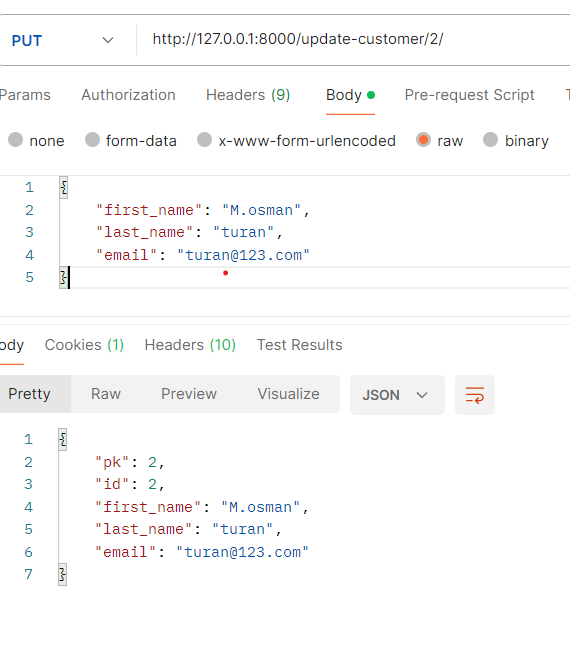 PUT http://127.0.0.1:8000/update-customer/2/
Params Authorization Headers (9) Body Pre-request Script
none form-data x-www-form-urlencoded raw binary
1 {
2 "first_name": "M.osman",
3 "last_name": "turan",
4 "email": "turan@123.com"
5 }
ody Cookies (1) Headers (10) Test Results
Pretty Raw Preview Visualize JSON
1 {
2 "pk": 2,
3 "id": 2,
4 "first_name": "M.osman",
5 "last_name": "turan",
6 "email": "turan@123.com"
7 }